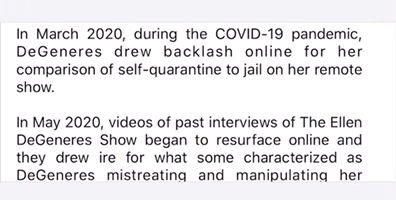 In March 2020, during the COVID-19 pandemic,
DeGeneres drew backlash online for her
comparison of self-quarantine to jail on her remote
show.
In May 2020, videos of past interviews of The Ellen
DeGeneres Show began to resurface online and
they drew ire for what some characterized as
DeGeneres mistreating and manipulating her